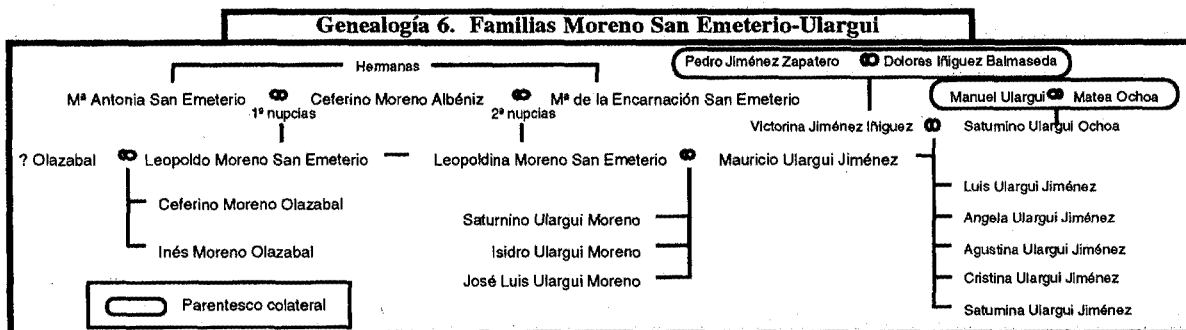 Genealogía 6. Familias Moreno San Emeterio-Ulargui
Hermanas
Pedro Jiménez Zapatero Dolores Iñiguez Balmaseda
Mª Antonia San Emeterio Ceferino Moreno Albéniz Mª de la Encarnación San Emeterio
Manuel Ulargui Matea Ochoa
1ª nupcias 2ª nupcias
Victorina Jiménez Iñiguez Saturnino Ulargui Ochoa
? Olazabal Leopoldo Moreno San Emeterio Leopoldina Moreno San Emeterio Mauricio Ulargui Jiménez
Luis Ulargui Jiménez
Ceferino Moreno Olazabal
Saturnino Ulargui Moreno
Angela Ulargui Jiménez
Inés Moreno Olazabal
Isidro Ulargui Moreno
Agustina Ulargui Jiménez
José Luis Ulargui Moreno
Cristina Ulargui Jiménez
Parentesco colateral
Saturnina Ulargui Jiménez